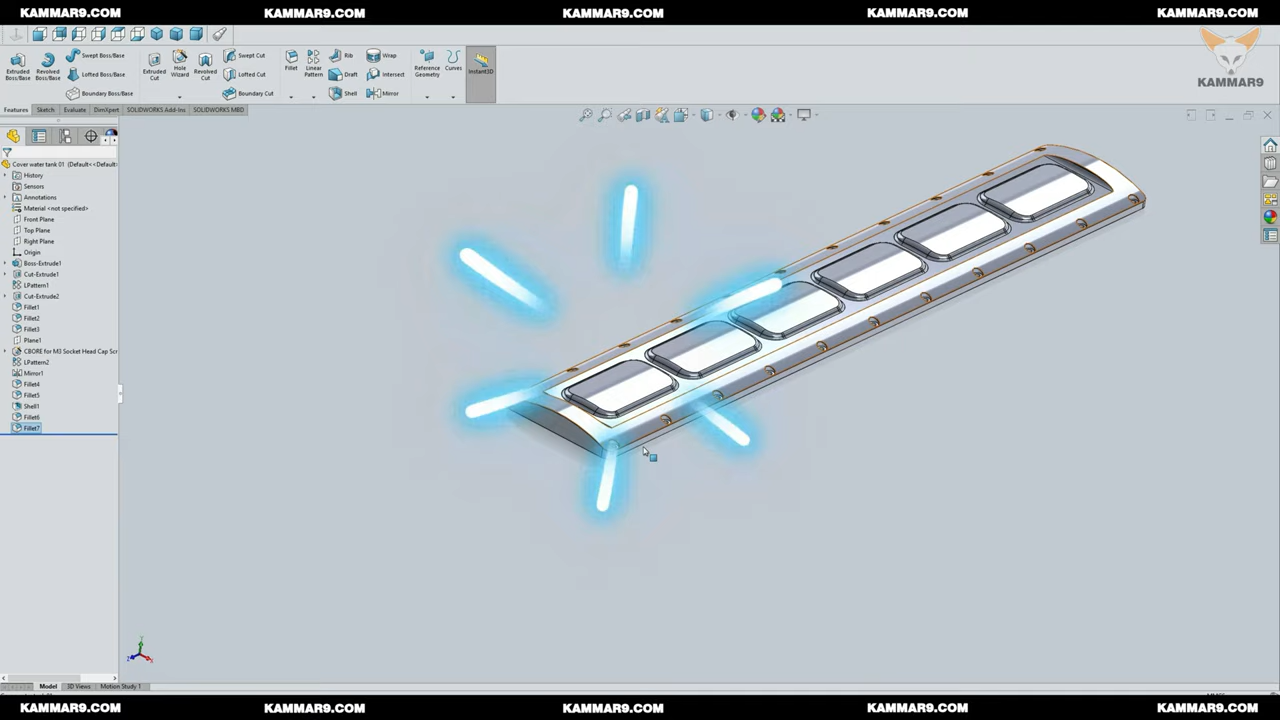 KAMMAR9.COM KAMMAR9.COM KAMMAR9.COM KAMMAR9.COM KAMMAR9.COM
KAMMAR9
Extruded Boss/Base
Revolved Boss/Base
Swept Boss/Base
Lofted Boss/Base
Boundary Boss/Base
Extruded Cut
Hole Wizard
Revolved Cut
Swept Cut
Lofted Cut
Boundary Cut
Fillet
Linear Pattern
Rib
Draft
Shell
Wrap
Intersect
Mirror
Reference Geometry
Curves
Instant3D
Features Sketch Evaluate DimXpert SOLIDWORKS Add-Ins SOLIDWORKS MBD
Cover water tank 01 (Default<<Default>
History
Sensors
Annotations
Material <not specified>
Front Plane
Top Plane
Right Plane
Origin
Boss-Extrude1
Cut-Extrude1
LPattern1
Cut-Extrude2
Fillet1
Fillet2
Fillet3
Plane1
CBORE for M3 Socket Head Cap Scr
LPattern2
Mirror1
Fillet4
Fillet5
Shell1
Fillet6
Fillet7
Model 3D Views Motion Study 1
KAMMAR9.COM KAMMAR9.COM KAMMAR9.COM KAMMAR9.COM KAMMAR9.COM